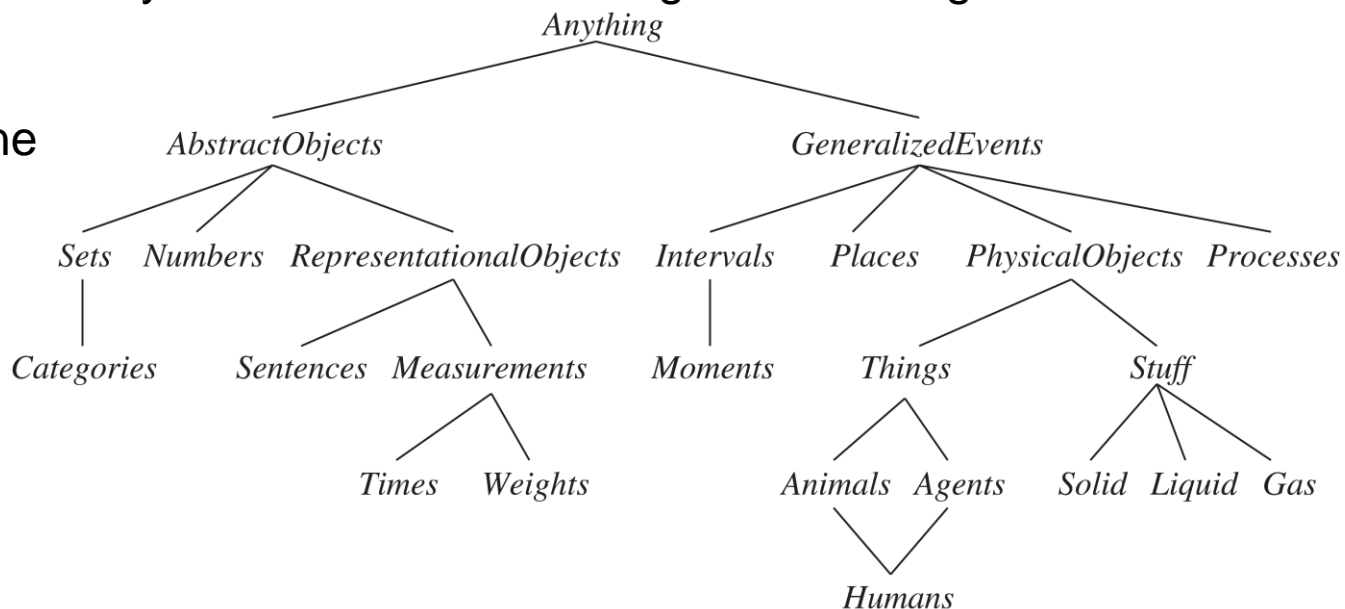 Anything
ne
AbstractObjects GeneralizedEvents
Sets Numbers RepresentationalObjects Intervals Places PhysicalObjects Processes
Categories Sentences Measurements Moments Things Stuff
Times Weights Animals Agents Solid Liquid Gas
Humans